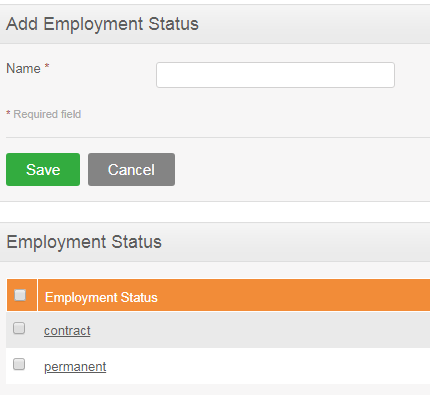 Add Employment Status
Name *
* Required field
Save Cancel
Employment Status
Employment Status
contract
permanent